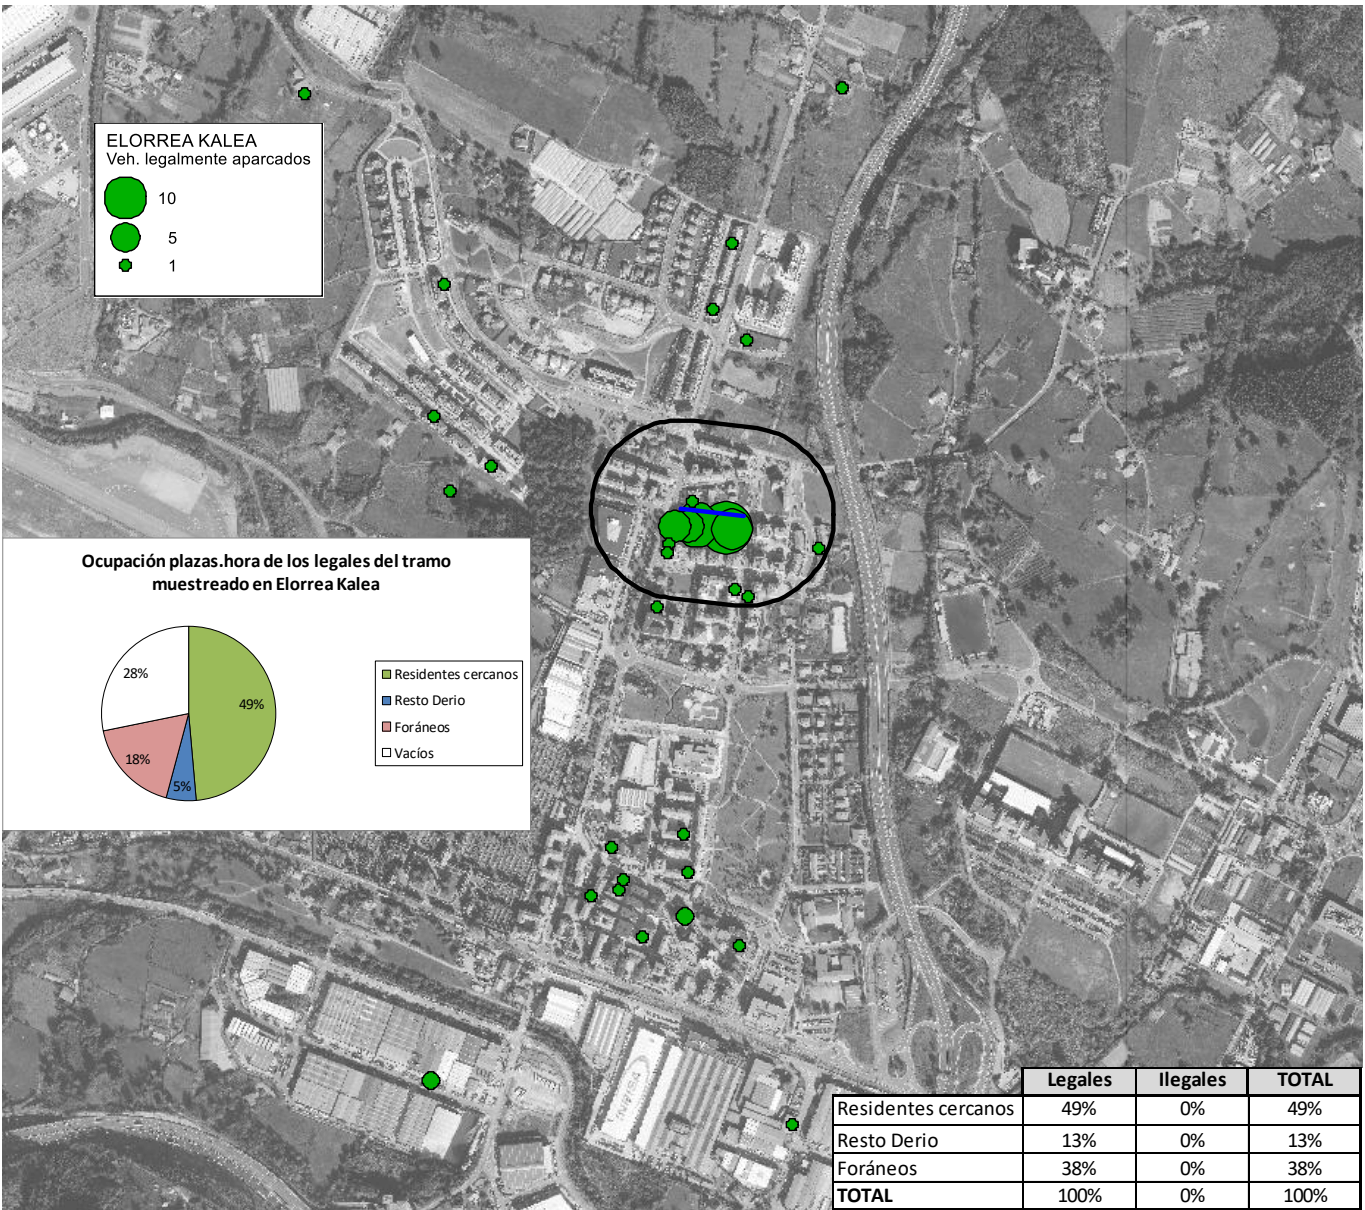 ELORREA KALEA
Veh. legalmente aparcados
10
5
1
Ocupación plazas.hora de los legales del tramo
muestreado en Elorrea Kalea
28%
49%
18%
5%
Residentes cercanos
Resto Derio
Foráneos
Vacíos
Legales Ilegales TOTAL
Residentes cercanos 49% 0% 49%
Resto Derio 13% 0% 13%
Foráneos 38% 0% 38%
TOTAL 100% 0% 100%